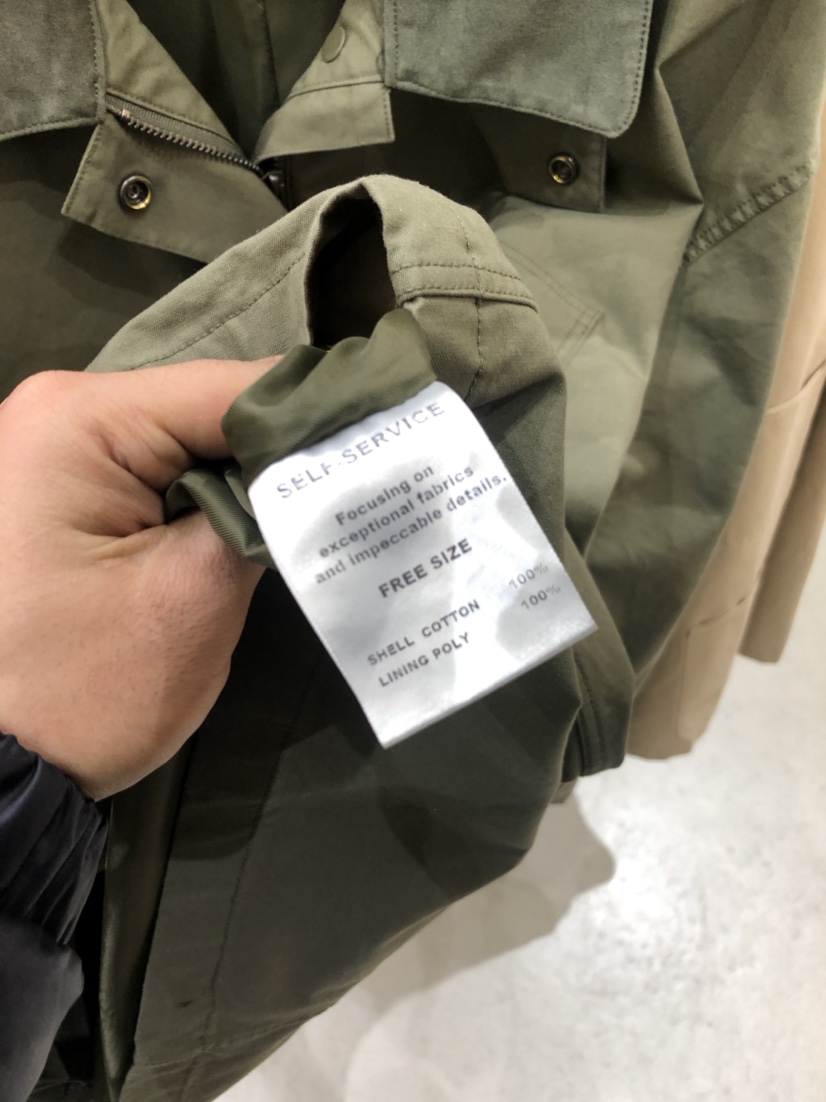 SELF-SERVICE
Focusing on
exceptional fabrics
and impeccable details.
FREE SIZE
SHELL COTTON 100%
LINING POLY 100%